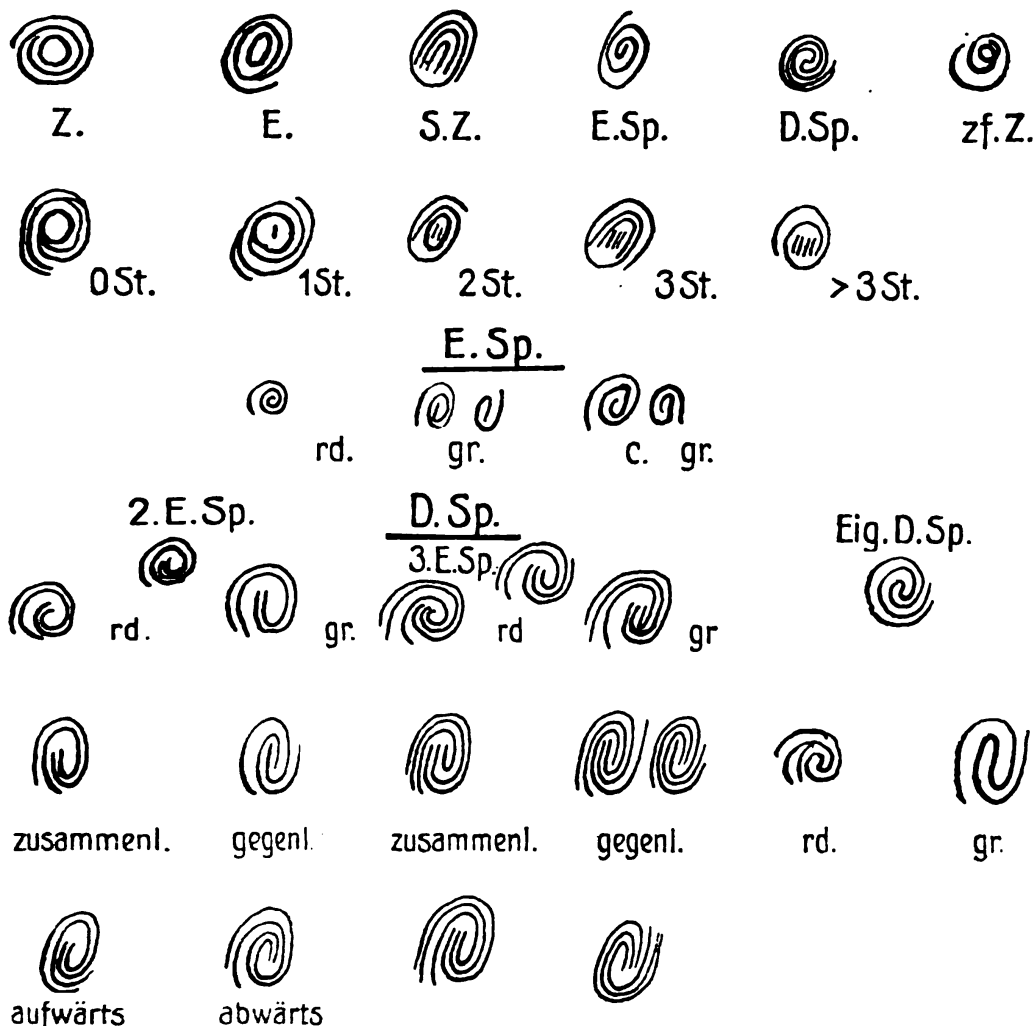 Z. E. S.Z. E.Sp. D.Sp. zf.Z.
0St. 1St. 2St. 3St. >3St.
E.Sp.
rd. gr. c. gr.
2.E.Sp. D.Sp. Eig.D.Sp.
3.E.Sp.
rd. gr. rd gr
zusammenl. gegenl. zusammenl. gegenl. rd. gr.
aufwärts abwärts